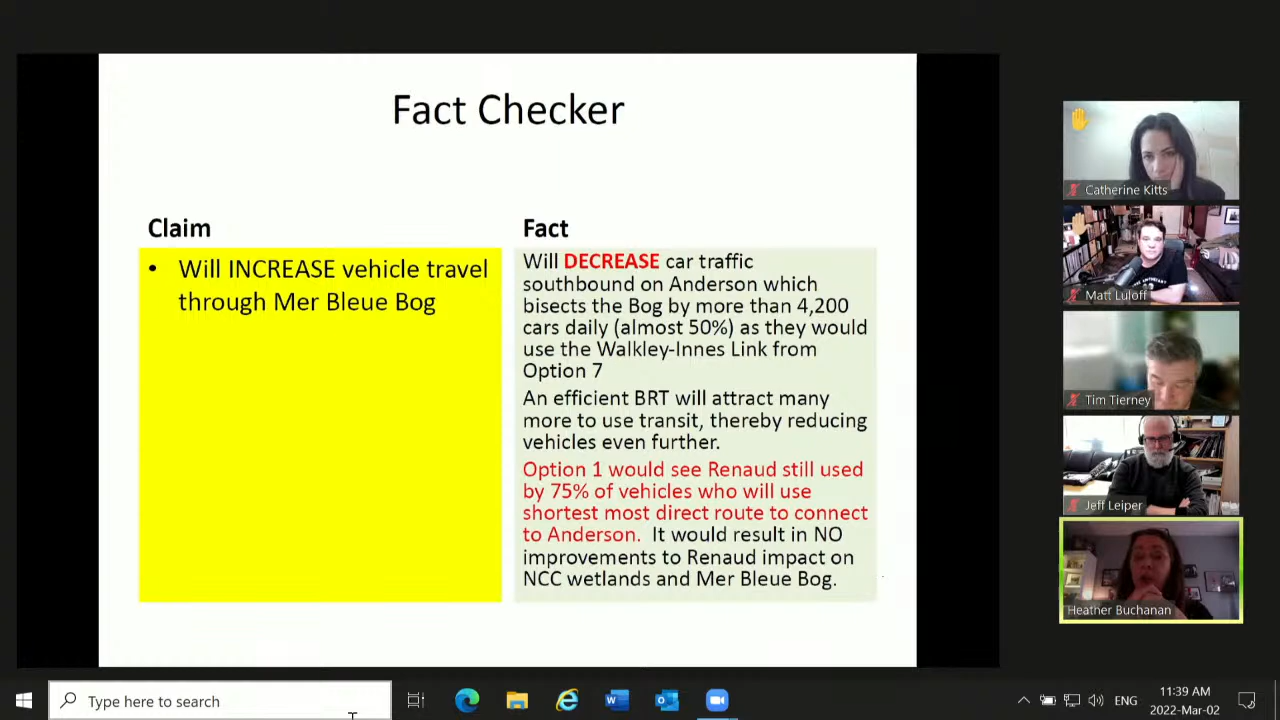 Fact Checker
Claim
• Will INCREASE vehicle travel
through Mer Bleue Bog
Fact
Will DECREASE car traffic
southbound on Anderson which
bisects the Bog by more than 4,200
cars daily (almost 50%) as they would
use the Walkley-Innes Link from
Option 7
An efficient BRT will attract many
more to use transit, thereby reducing
vehicles even further.
Option 1 would see Renaud still used
by 75% of vehicles who will use
shortest most direct route to connect
to Anderson. It would result in NO
improvements to Renaud impact on
NCC wetlands and Mer Bleue Bog.
Catherine Kitts
Matt Luloff
Tim Tierney
Jeff Leiper
Heather Buchanan
Type here to search
ENG
11:39 AM
2022-Mar-02